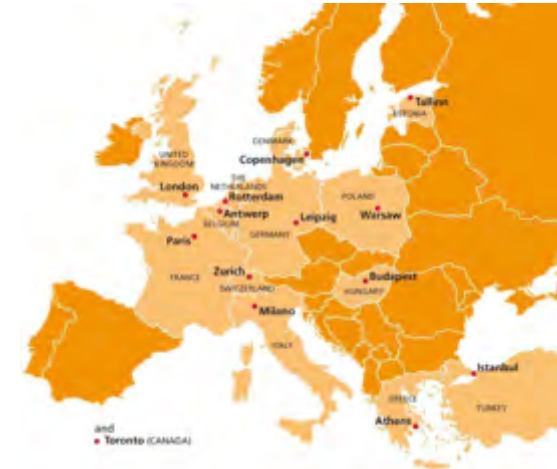 Tallinn
ESTONIA
DENMARK
Copenhagen
UNITED
KINGDOM
THE
NETHERLANDS
London
Rotterdam
POLAND
Antwerp
Leipzig
Warsaw
BELGIUM
GERMANY
Paris
Zurich
Budapest
FRANCE
SWITZERLAND
HUNGARY
Milano
ITALY
Istanbul
GREECE
TURKEY
Athens
and
Toronto (CANADA)